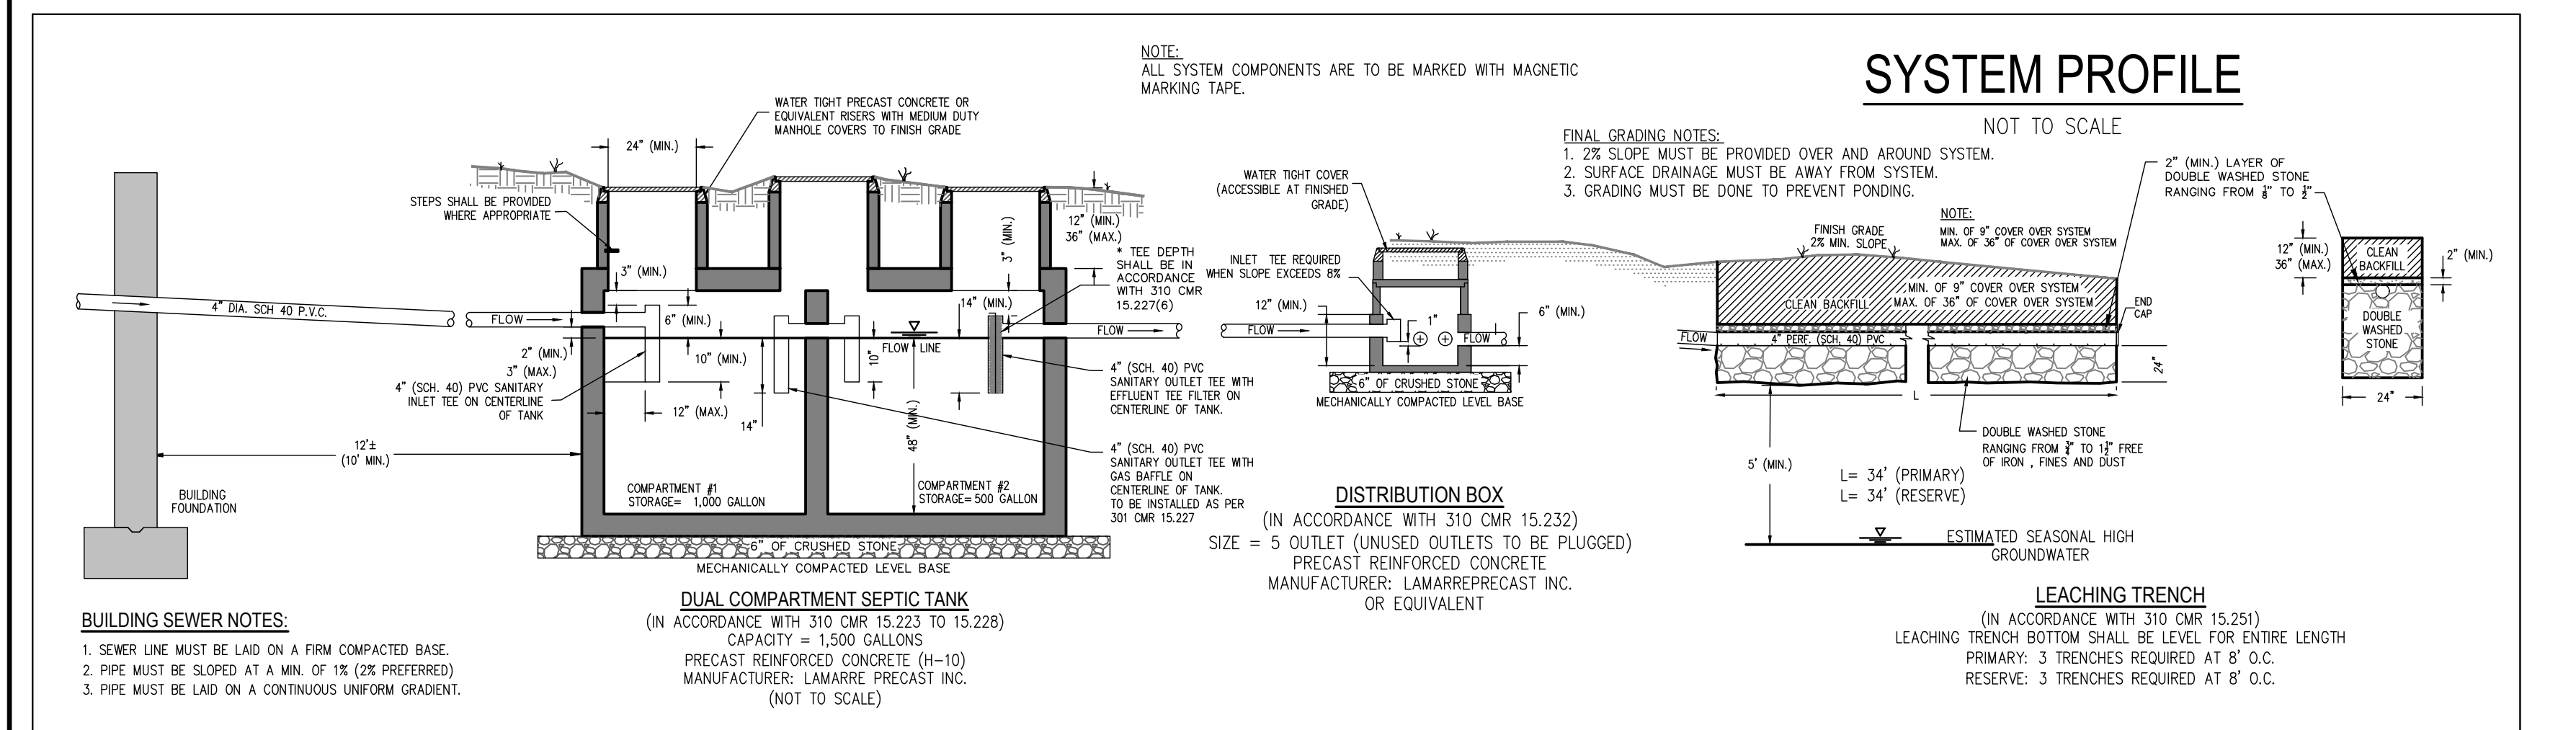 NOTE:
ALL SYSTEM COMPONENTS ARE TO BE MARKED WITH MAGNETIC
MARKING TAPE.
SYSTEM PROFILE
NOT TO SCALE
FINAL GRADING NOTES:
1. 2% SLOPE MUST BE PROVIDED OVER AND AROUND SYSTEM.
2. SURFACE DRAINAGE MUST BE AWAY FROM SYSTEM.
3. GRADING MUST BE DONE TO PREVENT PONDING.
WATER TIGHT PRECAST CONCRETE OR
EQUIVALENT RISERS WITH MEDIUM DUTY
MANHOLE COVERS TO FINISH GRADE
24" (MIN.)
STEPS SHALL BE PROVIDED
WHERE APPROPRIATE
3" (MIN.)
4" DIA. SCH 40 P.V.C.
FLOW
6" (MIN.)
10" (MIN.)
2" (MIN.)
3" (MAX.)
4" (SCH. 40) PVC SANITARY
INLET TEE ON CENTERLINE
OF TANK
12" (MAX.)
14"
10"
FLOW LINE
14" (MIN.)
3" (MIN.)
48" (MIN.)
12" (MIN.)
36" (MAX.)
* TEE DEPTH
SHALL BE IN
ACCORDANCE
WITH 310 CMR
15.227(6)
FLOW
4" (SCH. 40) PVC
SANITARY OUTLET TEE WITH
EFFLUENT TEE FILTER ON
CENTERLINE OF TANK.
4" (SCH. 40) PVC
SANITARY OUTLET TEE WITH
GAS BAFFLE ON
CENTERLINE OF TANK.
TO BE INSTALLED AS PER
301 CMR 15.227
12'±
(10' MIN.)
BUILDING
FOUNDATION
COMPARTMENT #1
STORAGE= 1,000 GALLON
COMPARTMENT #2
STORAGE= 500 GALLON
6" OF CRUSHED STONE
MECHANICALLY COMPACTED LEVEL BASE
DUAL COMPARTMENT SEPTIC TANK
(IN ACCORDANCE WITH 310 CMR 15.223 TO 15.228)
CAPACITY = 1,500 GALLONS
PRECAST REINFORCED CONCRETE (H-10)
MANUFACTURER: LAMARRE PRECAST INC.
(NOT TO SCALE)
BUILDING SEWER NOTES:
1. SEWER LINE MUST BE LAID ON A FIRM COMPACTED BASE.
2. PIPE MUST BE SLOPED AT A MIN. OF 1% (2% PREFERRED)
3. PIPE MUST BE LAID ON A CONTINUOUS UNIFORM GRADIENT.
WATER TIGHT COVER
(ACCESSIBLE AT FINISHED
GRADE)
INLET TEE REQUIRED
WHEN SLOPE EXCEEDS 8%
12" (MIN.)
FLOW
1"
FLOW
6" (MIN.)
6" OF CRUSHED STONE
MECHANICALLY COMPACTED LEVEL BASE
DISTRIBUTION BOX
(IN ACCORDANCE WITH 310 CMR 15.232)
SIZE = 5 OUTLET (UNUSED OUTLETS TO BE PLUGGED)
PRECAST REINFORCED CONCRETE
MANUFACTURER: LAMARREPRECAST INC.
OR EQUIVALENT
FINISH GRADE
2% MIN. SLOPE
NOTE:
MIN. OF 9" COVER OVER SYSTEM
MAX. OF 36" OF COVER OVER SYSTEM
MIN. OF 9" COVER OVER SYSTEM
CLEAN BACKFILL
MAX. OF 36" OF COVER OVER SYSTEM
END
CAP
FLOW
4" PERF. (SCH, 40) PVC
24"
L
5' (MIN.)
DOUBLE WASHED STONE
RANGING FROM 3/4" TO 1 1/2" FREE
OF IRON , FINES AND DUST
L= 34' (PRIMARY)
L= 34' (RESERVE)
ESTIMATED SEASONAL HIGH
GROUNDWATER
LEACHING TRENCH
(IN ACCORDANCE WITH 310 CMR 15.251)
LEACHING TRENCH BOTTOM SHALL BE LEVEL FOR ENTIRE LENGTH
PRIMARY: 3 TRENCHES REQUIRED AT 8' O.C.
RESERVE: 3 TRENCHES REQUIRED AT 8' O.C.
2" (MIN.) LAYER OF
DOUBLE WASHED STONE
RANGING FROM 1/8" TO 1/2"
12" (MIN.)
36" (MAX.)
CLEAN
BACKFILL
2" (MIN.)
DOUBLE
WASHED
STONE
24"